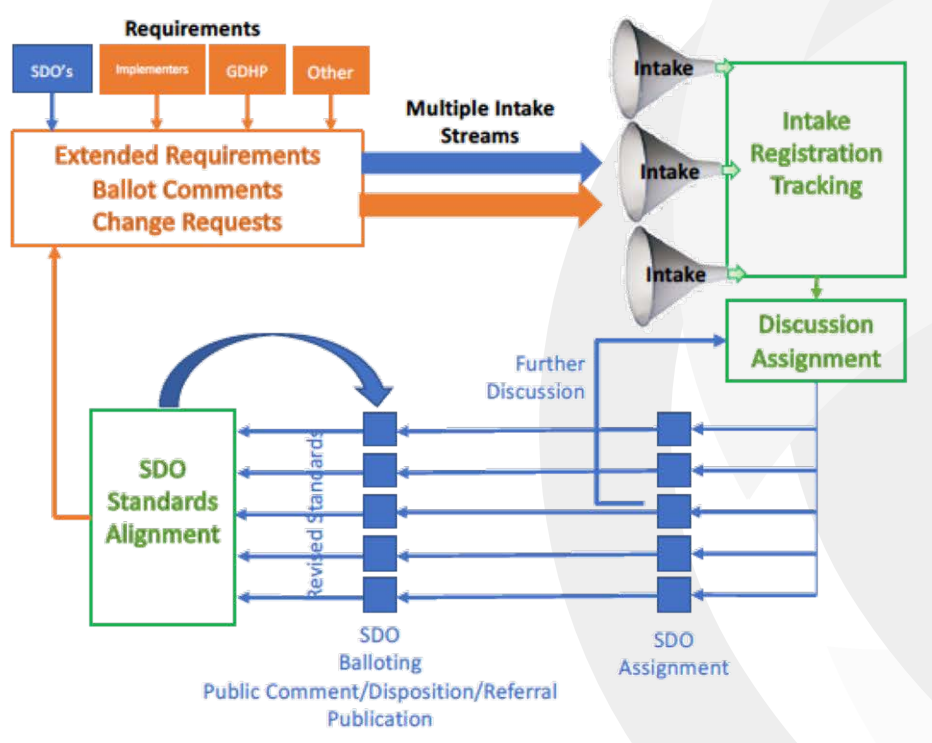 Requirements
SDO's
Implementers
GDHP
Other
Extended Requirements
Ballot Comments
Change Requests
Multiple Intake
Streams
Intake
Intake
Intake
Intake
Registration
Tracking
Discussion
Assignment
Further
Discussion
SDO
Standards
Alignment
Revised Standards
SDO
Balloting
Public Comment/Disposition/Referral
Publication
SDO
Assignment